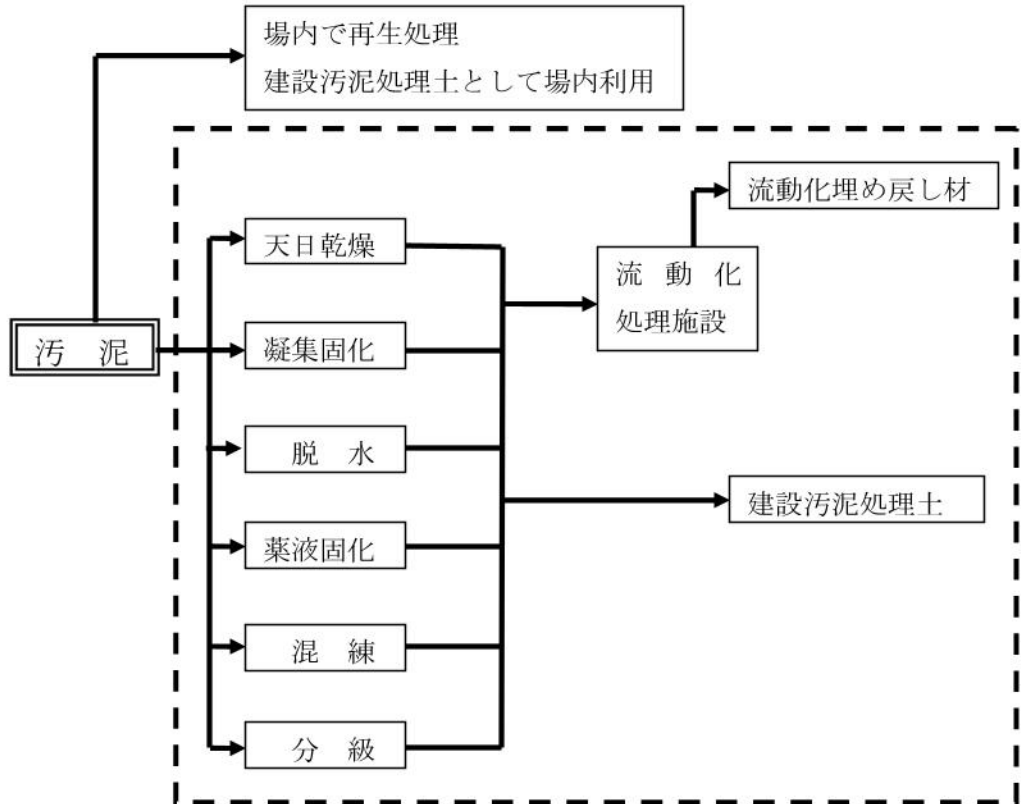 場内で再生処理
建設汚泥処理土として場内利用
流動化埋め戻し材
天日乾燥
流 動 化
処理施設
汚 泥
凝集固化
脱 水
建設汚泥処理土
薬液固化
混 練
分 級